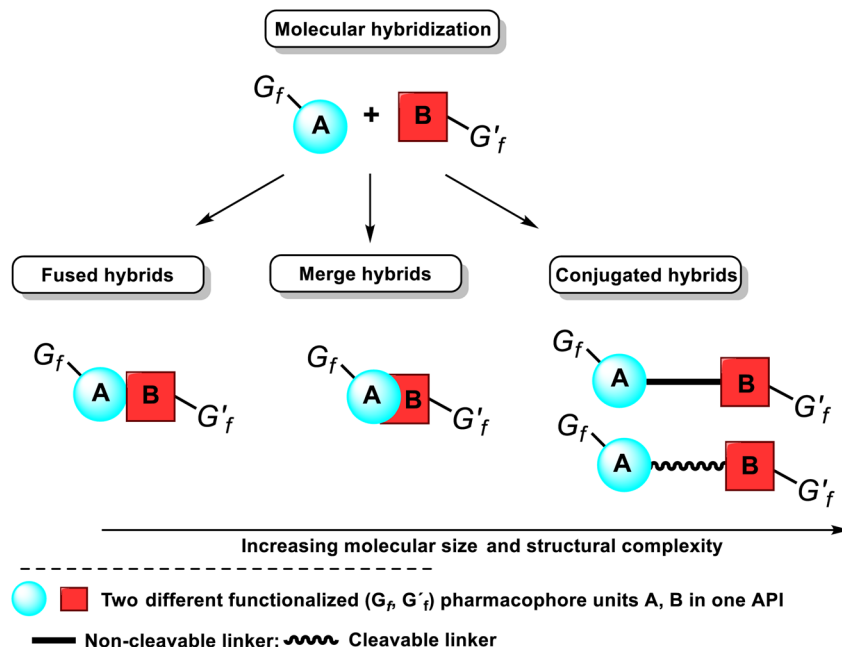 Molecular hybridization
Gf
A + B
G'f
Fused hybrids
Merge hybrids
Conjugated hybrids
Gf
A B
G'f
Gf
A B
G'f
Gf
A B
G'f
Gf
A B
G'f
Increasing molecular size and structural complexity
Two different functionalized (Gf, G´f) pharmacophore units A, B in one API
Non-cleavable linker; Cleavable linker